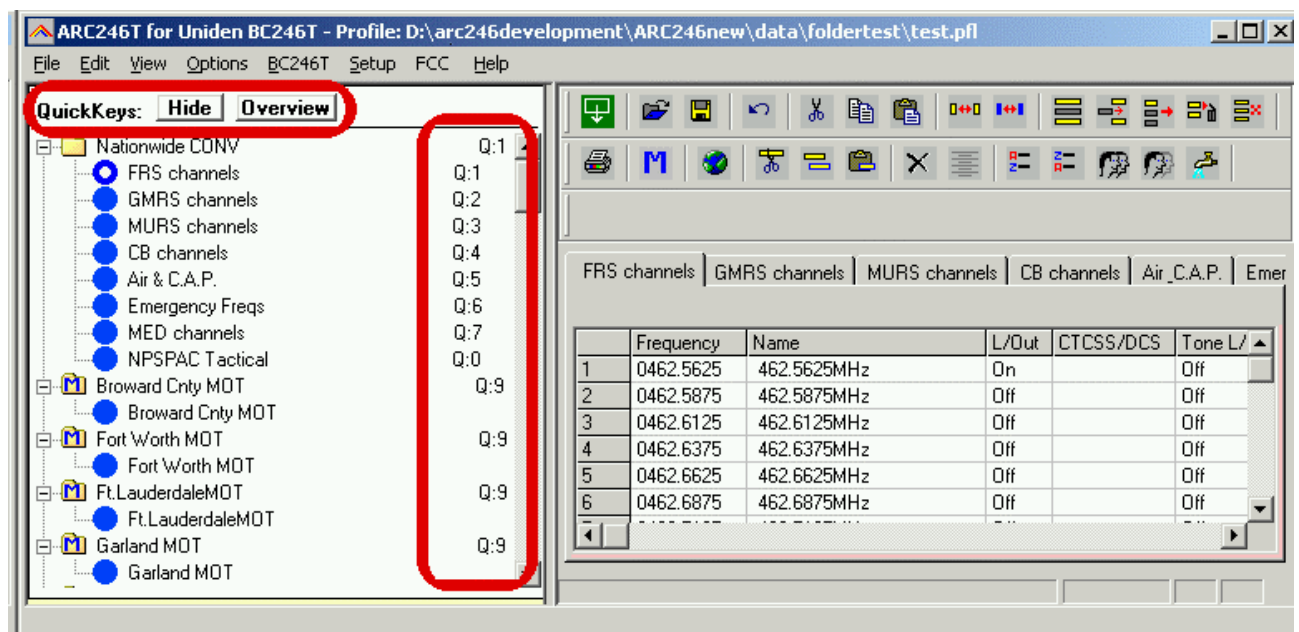 ARC246T for Uniden BC246T - Profile: D:\arc246development\ARC246new\data\foldertest\test.pfl
File Edit View Options BC246T Setup FCC Help
QuickKeys: Hide Overview
Nationwide CONV Q:1
FRS channels Q:1
GMRS channels Q:2
MURS channels Q:3
CB channels Q:4
Air & C.A.P. Q:5
Emergency Freqs Q:6
MED channels Q:7
NPSPAC Tactical Q:0
M Broward Cnty MOT Q:9
Broward Cnty MOT
M Fort Worth MOT Q:9
Fort Worth MOT
M Ft.LauderdaleMOT Q:9
Ft.LauderdaleMOT
M Garland MOT Q:9
Garland MOT
M
FRS channels GMRS channels MURS channels CB channels Air_C.A.P. Emer
Frequency Name L/Out CTCSS/DCS Tone L/
1 0462.5625 462.5625MHz On Off
2 0462.5875 462.5875MHz Off Off
3 0462.6125 462.6125MHz Off Off
4 0462.6375 462.6375MHz Off Off
5 0462.6625 462.6625MHz Off Off
6 0462.6875 462.6875MHz Off Off